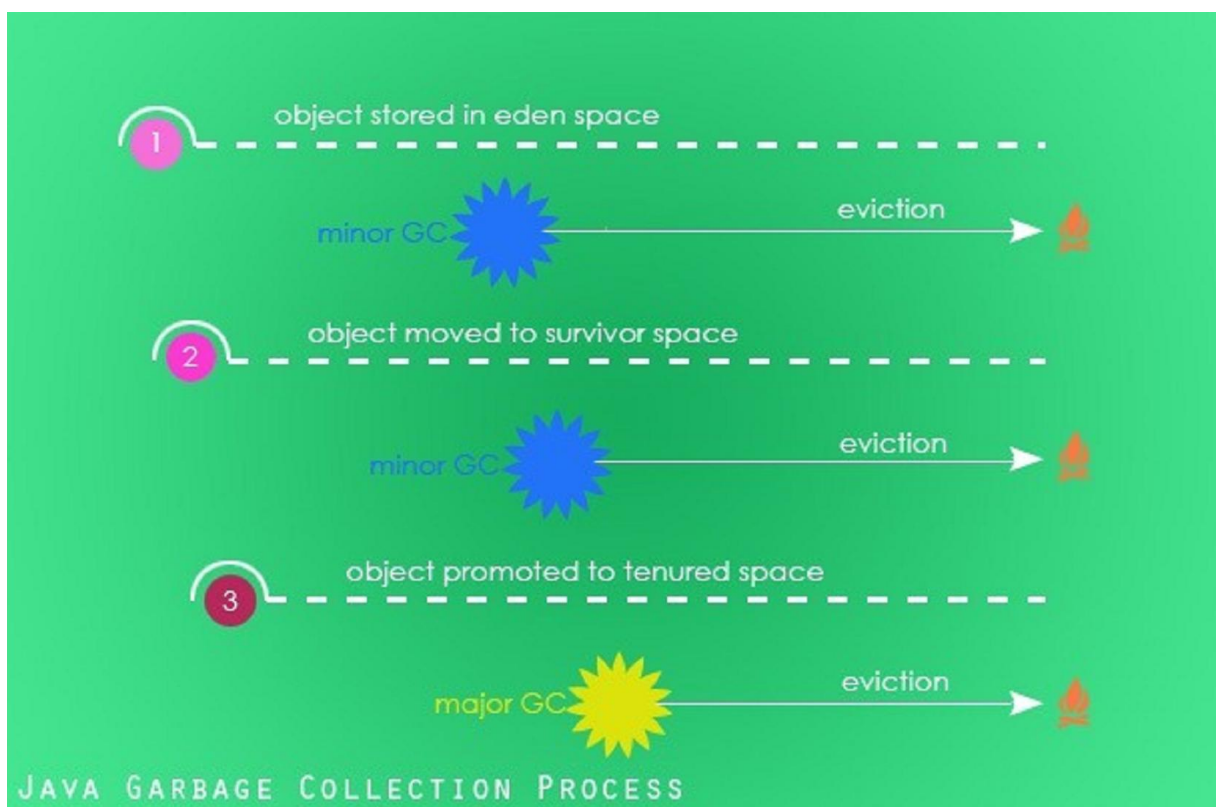 1
object stored in eden space
minor GC
eviction
2
object moved to survivor space
minor GC
eviction
3
object promoted to tenured space
major GC
eviction
JAVA GARBAGE COLLECTION PROCESS